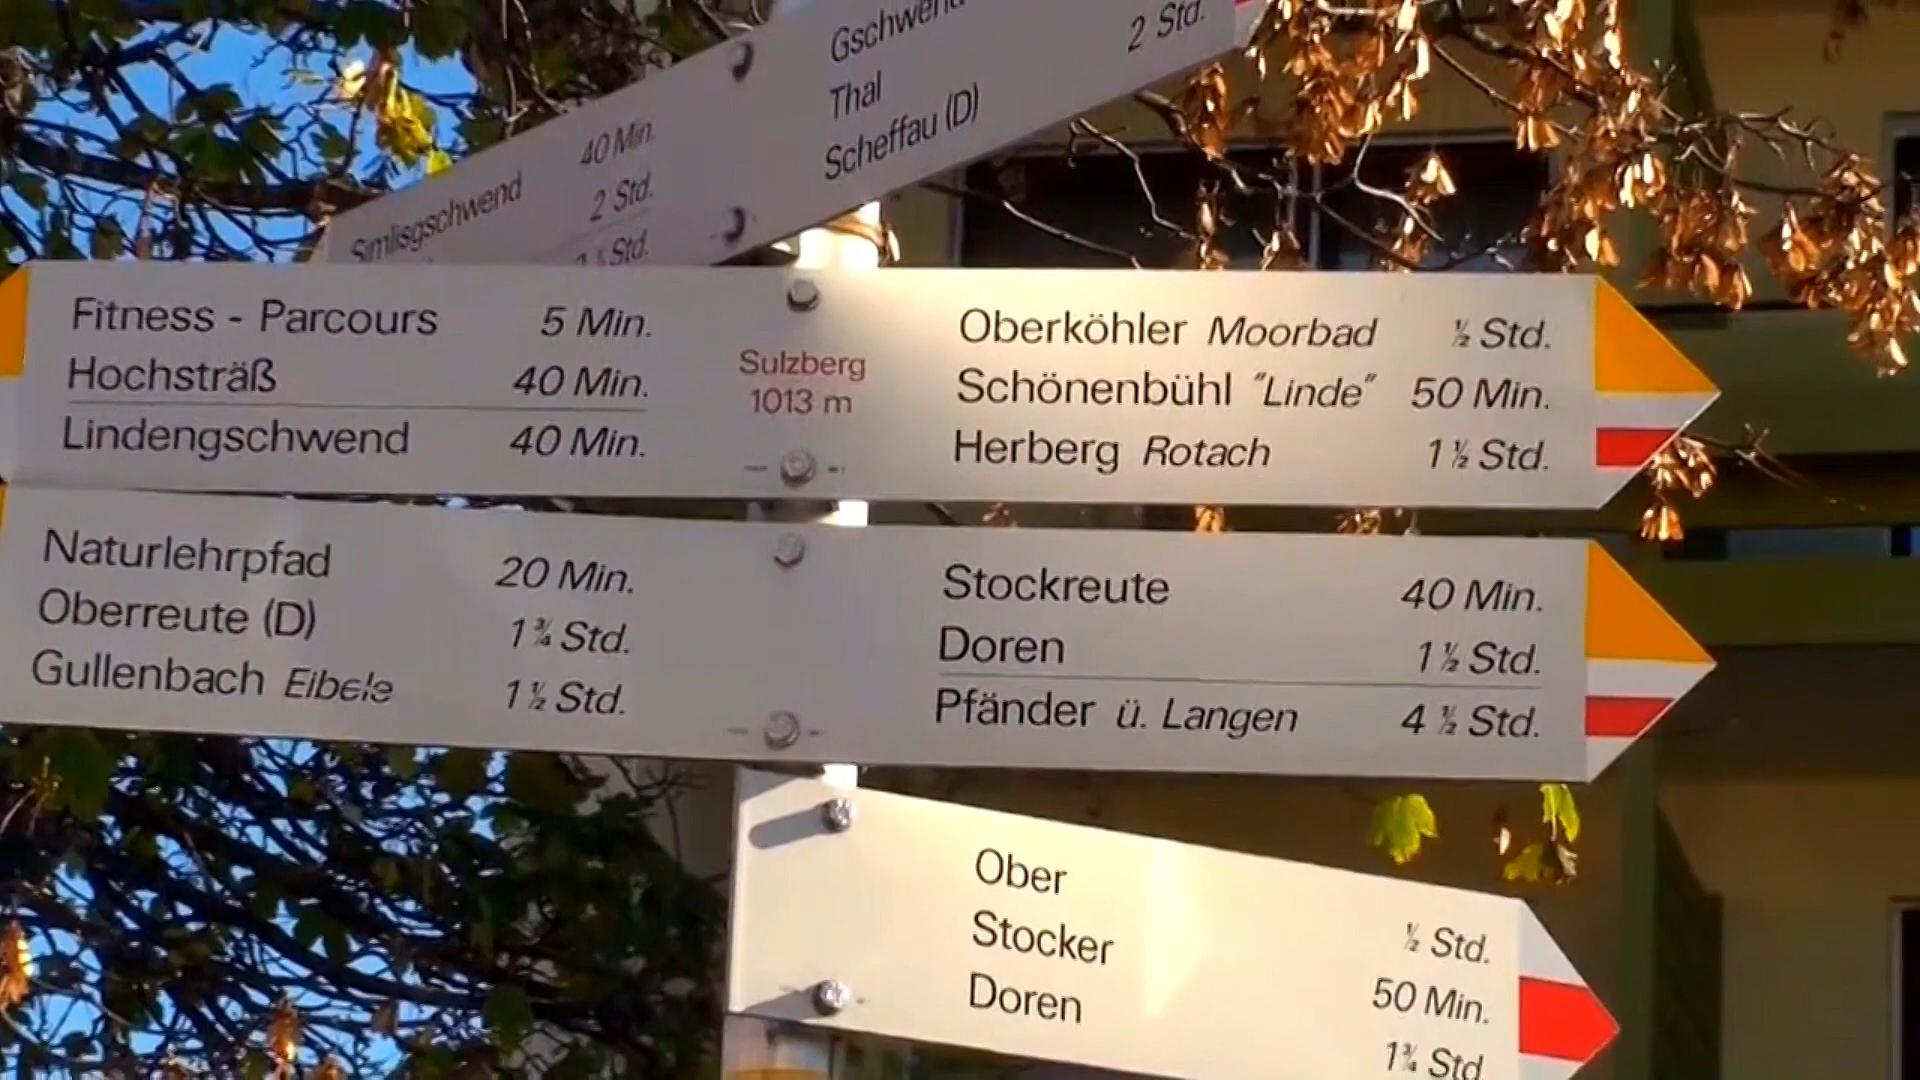 Gschwend 2 Std.
Thal
Scheffau (D)
Simlisgschwend 40 Min.
2 Std.
Std.
Fitness - Parcours 5 Min.
Hochsträß 40 Min.
Lindengschwend 40 Min.
Sulzberg
1013 m
Oberköhler Moorbad ½ Std.
Schönenbühl "Linde" 50 Min.
Herberg Rotach 1 ½ Std.
Naturlehrpfad 20 Min.
Oberreute (D) 1 ¾ Std.
Gullenbach Eibele 1 ½ Std.
Stockreute 40 Min.
Doren 1 ½ Std.
Pfänder ü. Langen 4 ½ Std.
Ober ½ Std.
Stocker 50 Min.
Doren 1 ¾ Std.